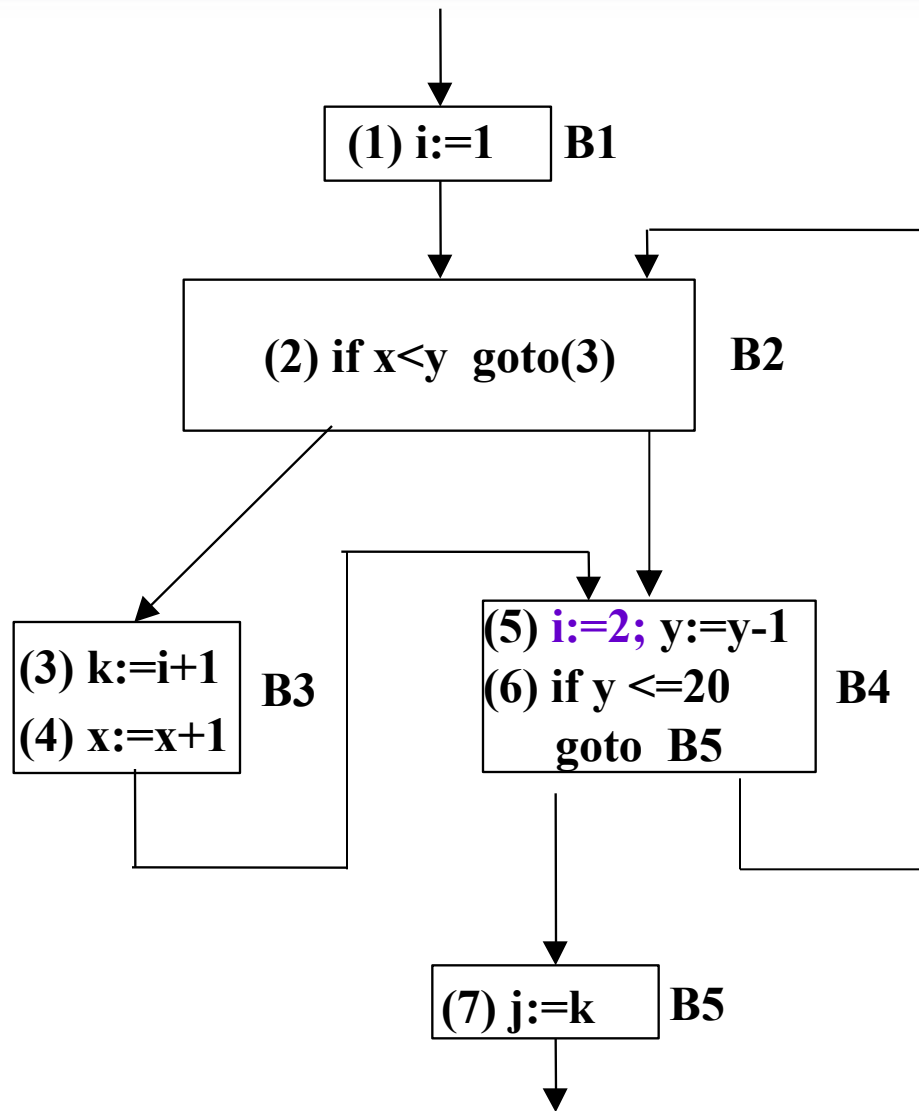 (1) i:=1
B1
(2) if x<y goto(3)
B2
(3) k:=i+1
(4) x:=x+1
B3
(5) i:=2; y:=y-1
(6) if y <=20
goto B5
B4
(7) j:=k
B5